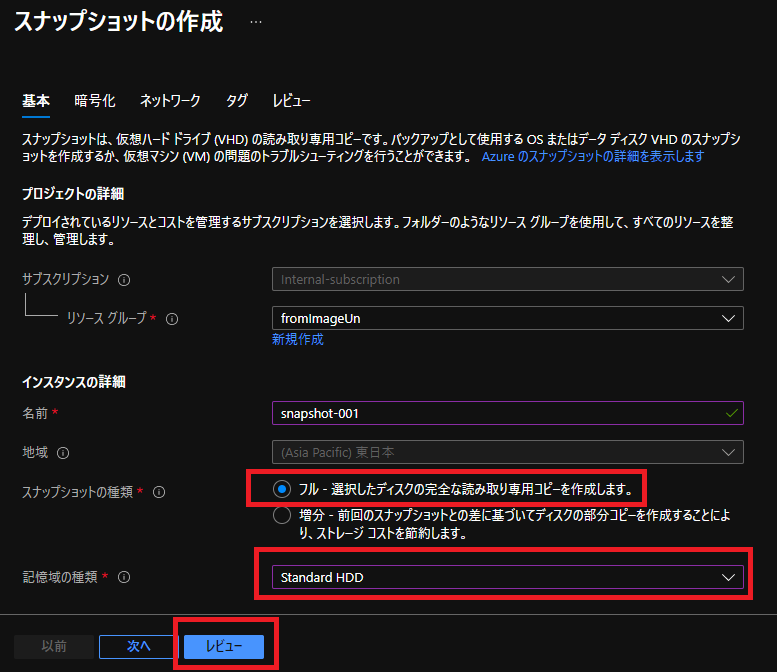 スナップショットの作成 …
基本 暗号化 ネットワーク タグ レビュー
スナップショットは、仮想ハード ドライブ (VHD) の読み取り専用コピーです。バックアップとして使用する OS またはデータ ディスク VHD のスナップシ
ョットを作成するか、仮想マシン (VM) の問題のトラブルシューティングを行うことができます。 Azure のスナップショットの詳細を表示します
プロジェクトの詳細
デプロイされているリソースとコストを管理するサブスクリプションを選択します。フォルダーのようなリソース グループを使用して、すべてのリソースを整
理し、管理します。
サブスクリプション Internal-subscription
リソース グループ * fromImageUn
新規作成
インスタンスの詳細
名前 * snapshot-001
地域 (Asia Pacific) 東日本
スナップショットの種類 * フル - 選択したディスクの完全な読み取り専用コピーを作成します。
増分 - 前回のスナップショットとの差に基づいてディスクの部分コピーを作成することによ
り、ストレージ コストを節約します。
記憶域の種類 * Standard HDD
以前 次へ レビュー